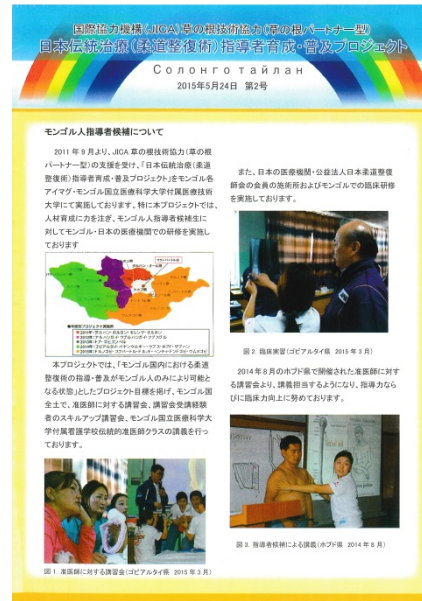 国際協力機構(JICA)草の根技術協力(草の根パートナー型)
日本伝統治療(柔道整復術)指導者育成・普及プロジェクト
Солонго тайлан
2015年5月24日 第2号
モンゴル人指導者候補について
2011年9月より、JICA草の根技術協力(草の根
パートナー型)の支援を受け、「日本伝統治療(柔道
整復術)指導者育成・普及プロジェクト」をモンゴル各
アイマグ・モンゴル国立医療科学大学付属医療技術
大学にて実施しております。特に本プロジェクトでは、
人材育成に力を注ぎ、モンゴル人指導者候補生に
対してモンゴル・日本の医療機関での研修を実施し
ております
本プロジェクトでは、「モンゴル国内における柔道
整復術の指導・普及がモンゴル人のみにより可能と
なる状態」としたプロジェクト目標を掲げ、モンゴル国
全土で、准医師に対する講習会、講習会受講経験
者のスキルアップ講習会、モンゴル国立医療科学大
学付属看護学校伝統的准医師クラスの講義を行っ
ております。
図1. 准医師に対する講習会(ゴビアルタイ県 2015年3月)
また、日本の医療機関・公益法人日本柔道整復
師会の会員の施術所およびモンゴルでの臨床研修
を実施しております。
図2. 臨床実習(ゴビアルタイ県 2015年3月)
2014年8月のホブド県で開催された准医師に対す
る講習会より、講義担当するようになり、指導力なら
びに臨床力向上に努めております。
図3. 指導者候補による講義(ホブド県 2014年8月)